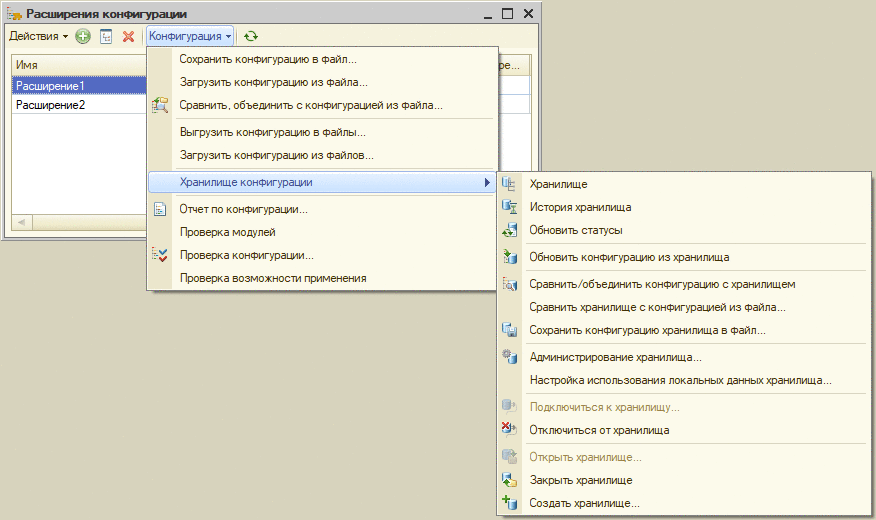 Расширения конфигурации
Действия
Конфигурация
Имя
ре...
Расширение1
Расширение2
Сохранить конфигурацию в файл...
Загрузить конфигурацию из файла...
Сравнить, объединить с конфигурацией из файла...
Выгрузить конфигурацию в файлы...
Загрузить конфигурацию из файлов...
Хранилище конфигурации
Отчет по конфигурации...
Проверка модулей
Проверка конфигурации...
Проверка возможности применения
Хранилище
История хранилища
Обновить статусы
Обновить конфигурацию из хранилища
Сравнить/объединить конфигурацию с хранилищем
Сравнить хранилище с конфигурацией из файла...
Сохранить конфигурацию хранилища в файл...
Администрирование хранилища...
Настройка использования локальных данных хранилища...
Подключиться к хранилищу...
Отключиться от хранилища
Открыть хранилище...
Закрыть хранилище
Создать хранилище...